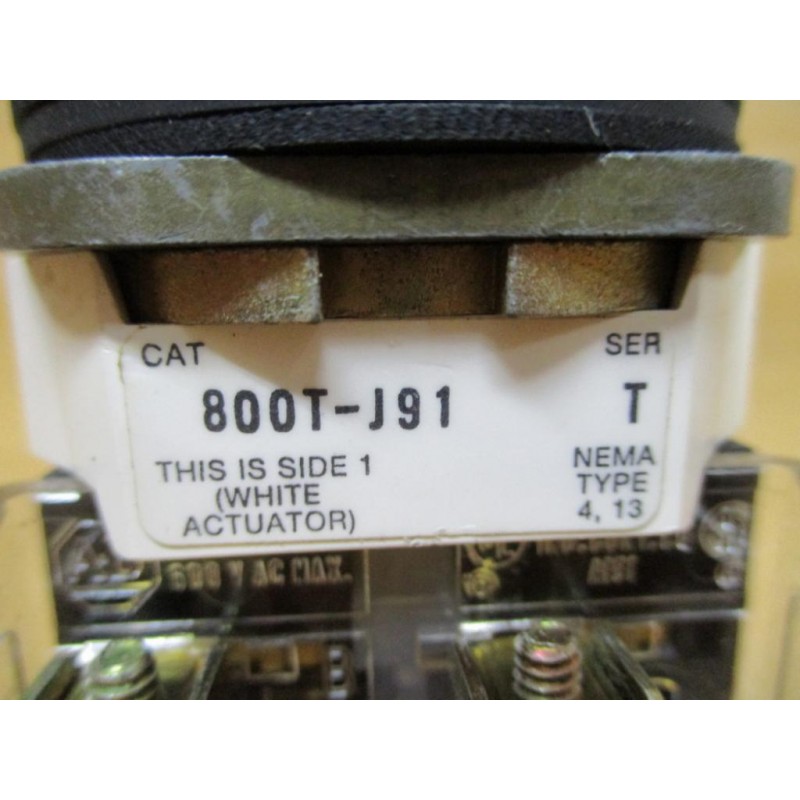 CAT SER
800T-J91 T
THIS IS SIDE 1
(WHITE
ACTUATOR)
NEMA
TYPE
4, 13
600 V AC MAX.